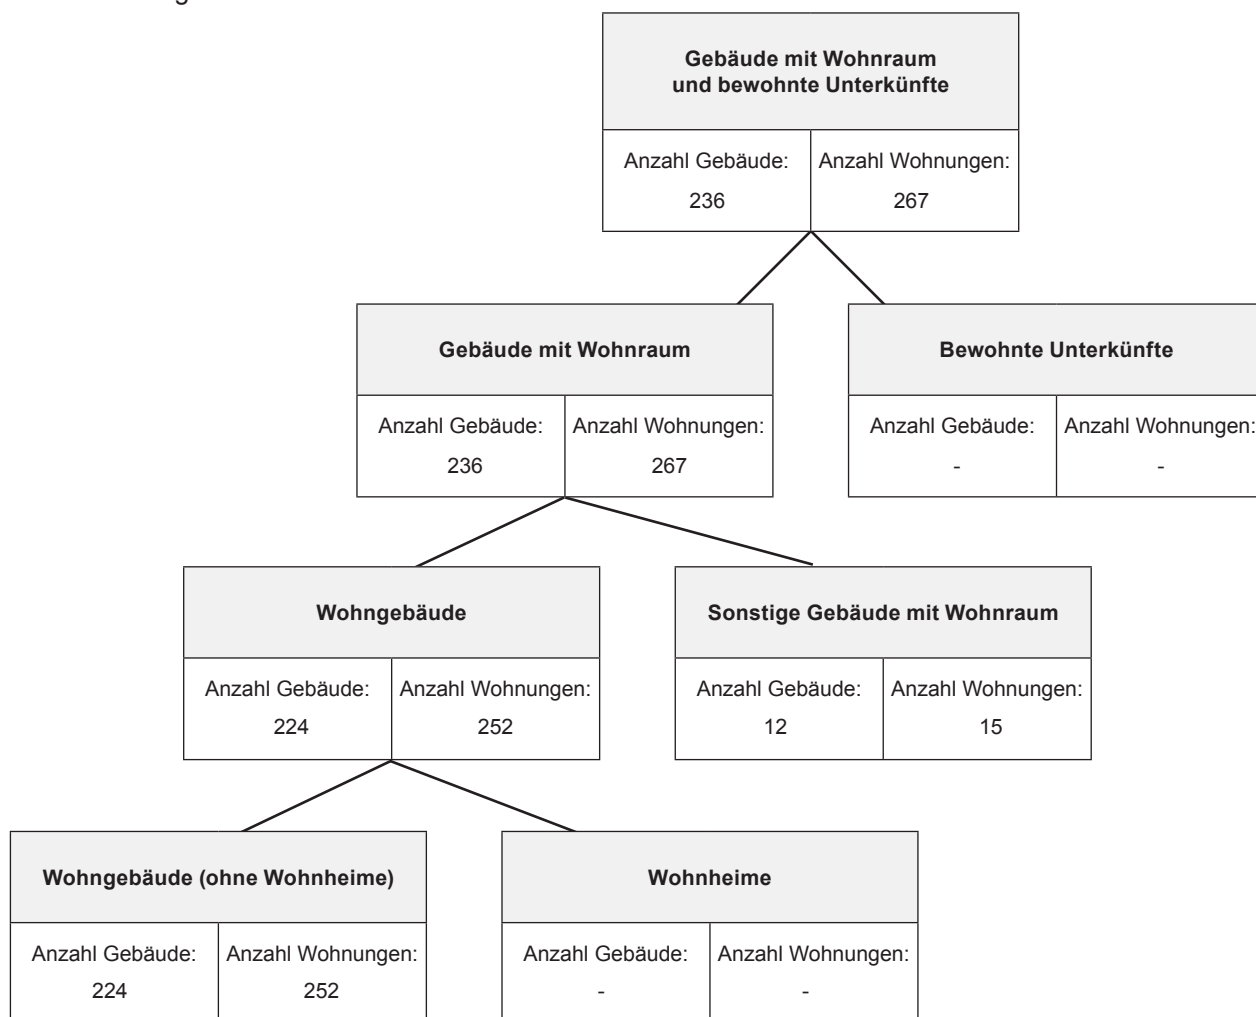 Gebäude mit Wohnraum
und bewohnte Unterkünfte
Anzahl Gebäude: Anzahl Wohnungen:
236 267
Gebäude mit Wohnraum
Bewohnte Unterkünfte
Anzahl Gebäude: Anzahl Wohnungen:
236 267
Anzahl Gebäude: Anzahl Wohnungen:
- -
Wohngebäude
Sonstige Gebäude mit Wohnraum
Anzahl Gebäude: Anzahl Wohnungen:
224 252
Anzahl Gebäude: Anzahl Wohnungen:
12 15
Wohngebäude (ohne Wohnheime)
Wohnheime
Anzahl Gebäude: Anzahl Wohnungen:
224 252
Anzahl Gebäude: Anzahl Wohnungen:
- -